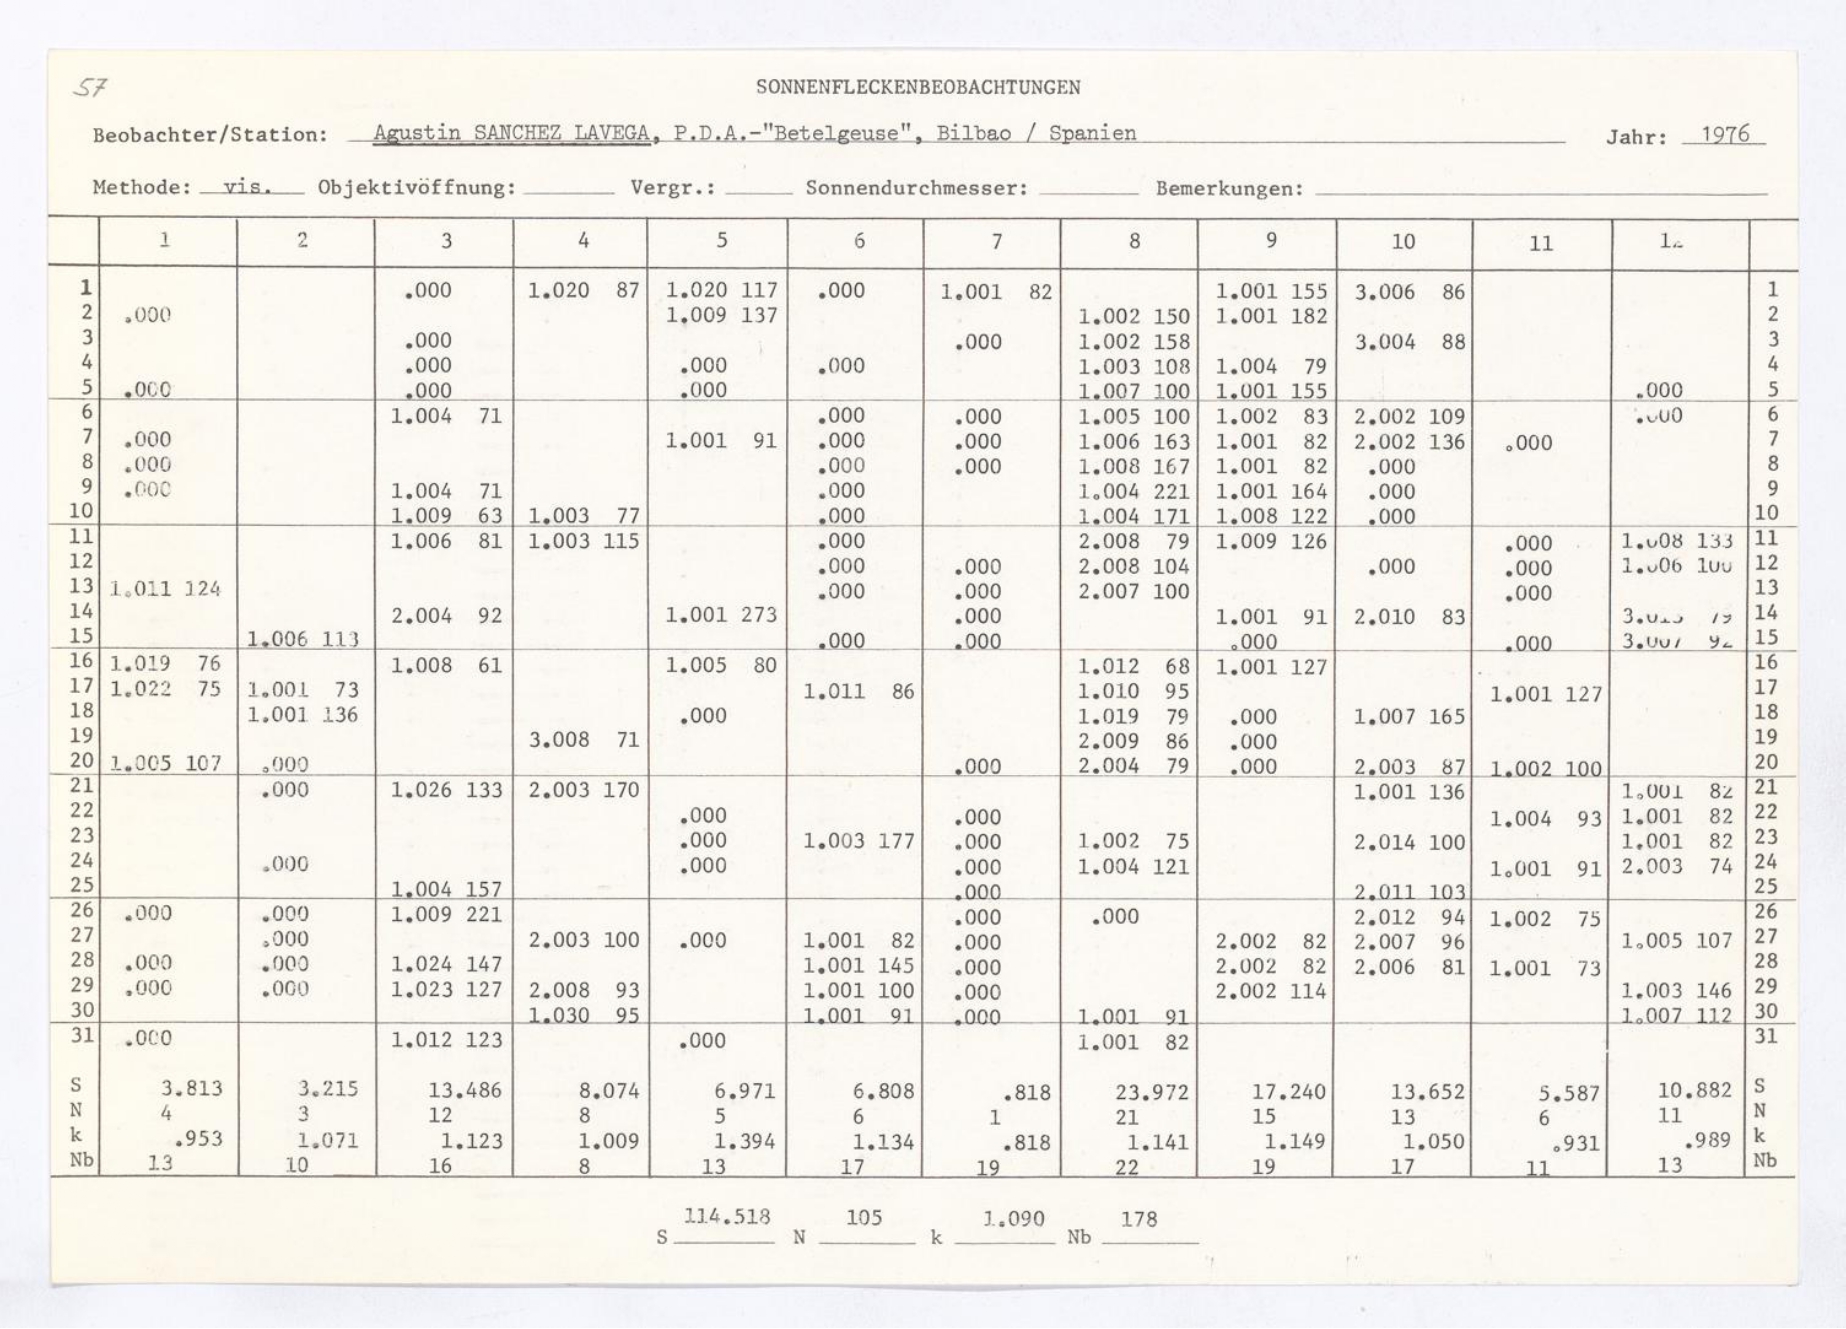 57
SONNENFLECKENBEOBACHTUNGEN
Beobachter/Station: Agustin SANCHEZ LAVEGA, P.D.A.-"Betelgeuse", Bilbao / Spanien Jahr: 1976
Methode: vis. Objektivöffnung: Vergr.: Sonnendurchmesser: Bemerkungen:
1 2 3 4 5 6 7 8 9 10 11
1 .000 1.020 87 1.020 117 .000 1.001 82 1.001 155 3.006 86 1
2 .000 1.009 137 1.002 150 1.001 182 2
3 .000 .000 1.002 158 3.004 88 3
4 .000 .000 .000 1.003 108 1.004 79 4
5 .000 .000 .000 1.007 100 1.001 155 .000 5
6 1.004 71 .000 .000 1.005 100 1.002 83 2.002 109 .000 6
7 .000 1.001 91 .000 .000 1.006 163 1.001 82 2.002 136 .000 7
8 .000 .000 .000 1.008 167 1.001 82 .000 8
9 .000 1.004 71 .000 1.004 221 1.001 164 .000 9
10 1.009 63 1.003 77 .000 1.004 171 1.008 122 .000 10
11 1.006 81 1.003 115 .000 2.008 79 1.009 126 .000 1.008 133 11
12 .000 .000 2.008 104 .000 .000 1.006 100 12
13 1.011 124 .000 .000 2.007 100 .000 13
14 2.004 92 1.001 273 .000 1.001 91 2.010 83 79 14
15 1.006 113 .000 .000 .000 .000 3.007 92 15
16 1.019 76 1.008 61 1.005 80 1.012 68 1.001 127 16
17 1.022 75 1.001 73 1.011 86 1.010 95 1.001 127 17
18 1.001 136 .000 1.019 79 .000 1.007 165 18
19 3.008 71 2.009 86 .000 19
20 1.005 107 .000 .000 2.004 79 .000 2.003 87 1.002 100 20
21 .000 1.026 133 2.003 170 1.001 136 1.001 82 21
22 .000 .000 1.004 93 1.001 82 22
23 .000 1.003 177 .000 1.002 75 2.014 100 1.001 82 23
24 .000 .000 .000 1.004 121 1.001 91 2.003 74 24
25 1.004 157 .000 2.011 103 25
26 .000 .000 1.009 221 .000 .000 2.012 94 1.002 75 26
27 .000 2.003 100 .000 1.001 82 .000 2.002 82 2.007 96 1.005 107 27
28 .000 .000 1.024 147 1.001 145 .000 2.002 82 2.006 81 1.001 73 28
29 .000 .000 1.023 127 2.008 93 1.001 100 .000 2.002 114 1.003 146 29
30 1.030 95 1.001 91 .000 1.001 91 1.007 112 30
31 .000 1.012 123 .000 1.001 82 31
S 3.813 3.215 13.486 8.074 6.971 6.808 .818 23.972 17.240 13.652 5.587 10.882 S
N 4 3 12 8 5 6 1 21 15 13 6 11 N
k .953 1.071 1.123 1.009 1.394 1.134 .818 1.141 1.149 1.050 .931 .989 k
Nb 13 10 16 8 13 17 19 22 19 17 11 13 Nb
S 114.518 N 105 k 1.090 Nb 178